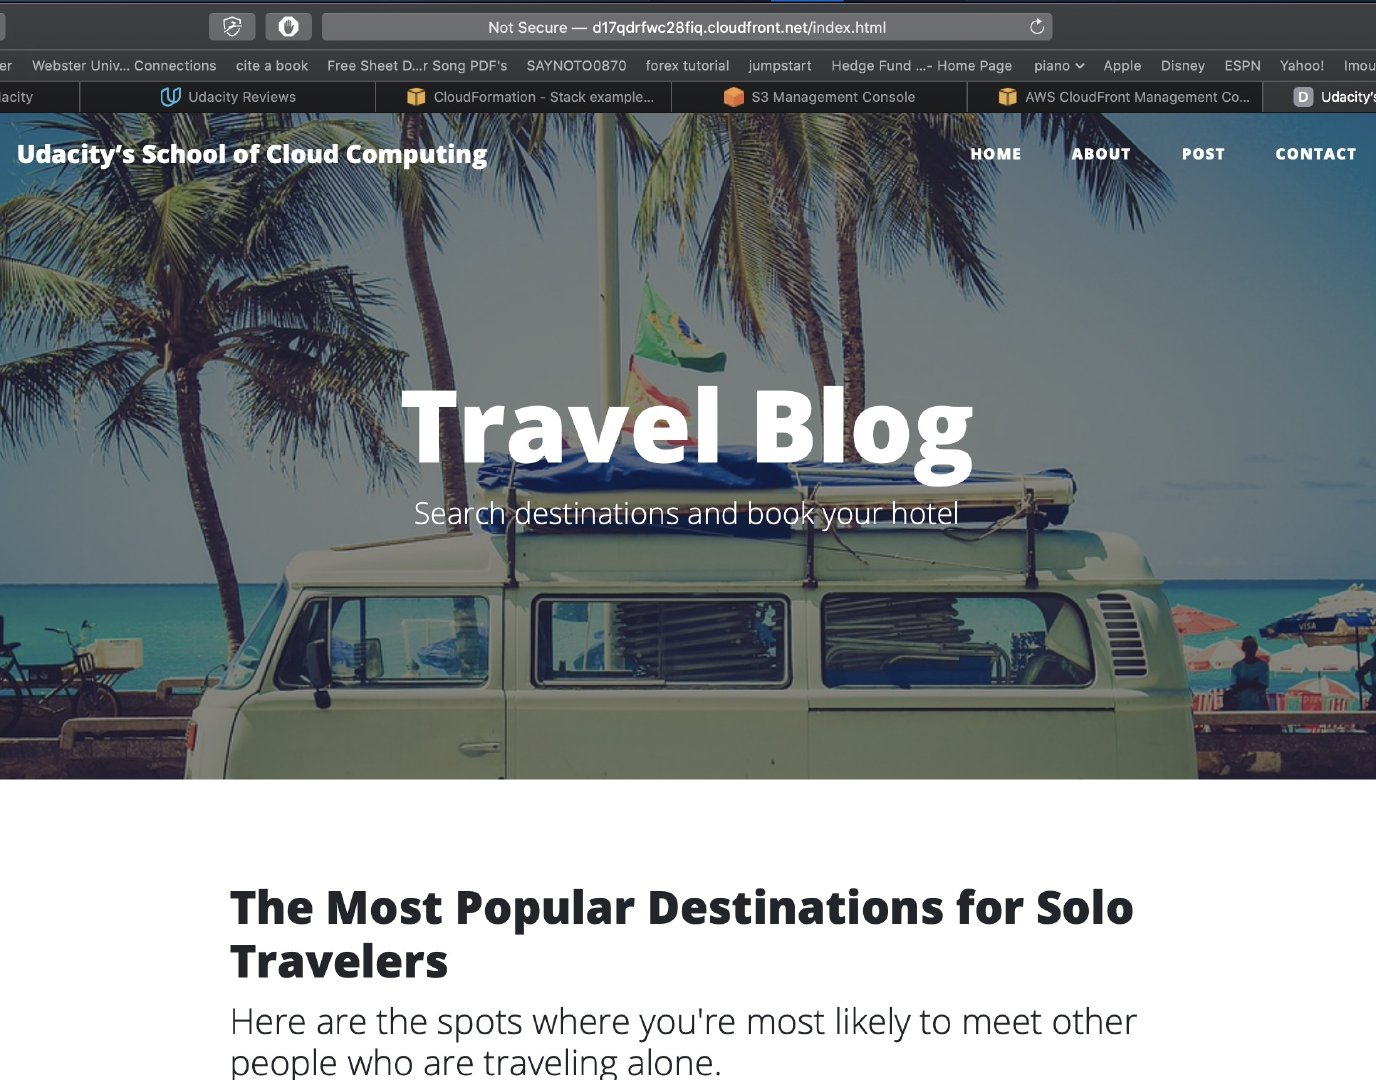 Not Secure — d17qdrfwc28fiq.cloudfront.net/index.html
er Webster Univ... Connections cite a book Free Sheet D...r Song PDF's SAYNOTO0870 forex tutorial jumpstart Hedge Fund ...- Home Page piano Apple Disney ESPN Yahoo! Imou
lacity Udacity Reviews CloudFormation - Stack example... S3 Management Console AWS CloudFront Management Co... D Udacity's
Udacity’s School of Cloud Computing HOME ABOUT POST CONTACT
Travel Blog
Search destinations and book your hotel
VISA
The Most Popular Destinations for Solo
Travelers
Here are the spots where you're most likely to meet other
people who are traveling alone.